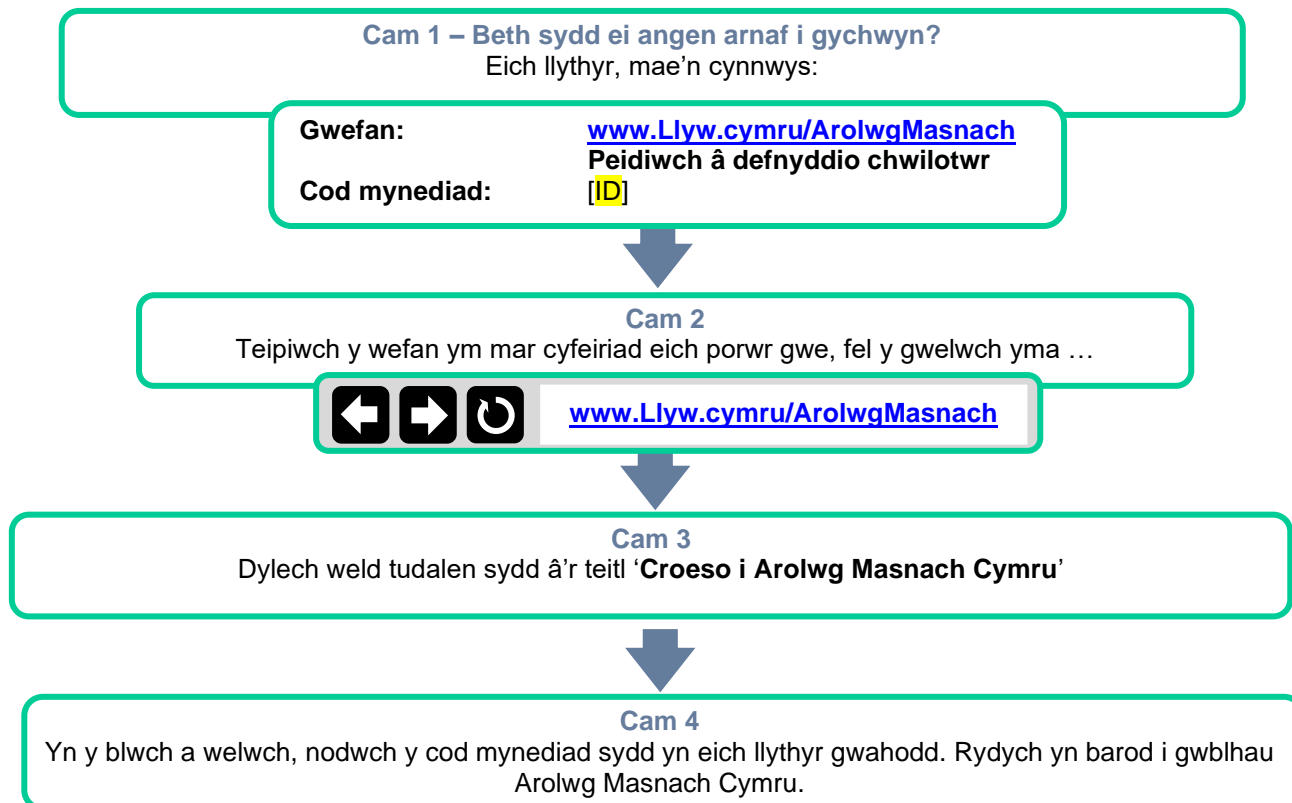 Cam 1 – Beth sydd ei angen arnaf i gychwyn?
Eich llythyr, mae’n cynnwys:
Gwefan: www.Llyw.cymru/ArolwgMasnach
Peidiwch â defnyddio chwilotwr
Cod mynediad: [ID]
Cam 2
Teipiwch y wefan ym mar cyfeiriad eich porwr gwe, fel y gwelwch yma …
www.Llyw.cymru/ArolwgMasnach
Cam 3
Dylech weld tudalen sydd â’r teitl ‘Croeso i Arolwg Masnach Cymru’
Cam 4
Yn y blwch a welwch, nodwch y cod mynediad sydd yn eich llythyr gwahodd. Rydych yn barod i gwblhau
Arolwg Masnach Cymru.